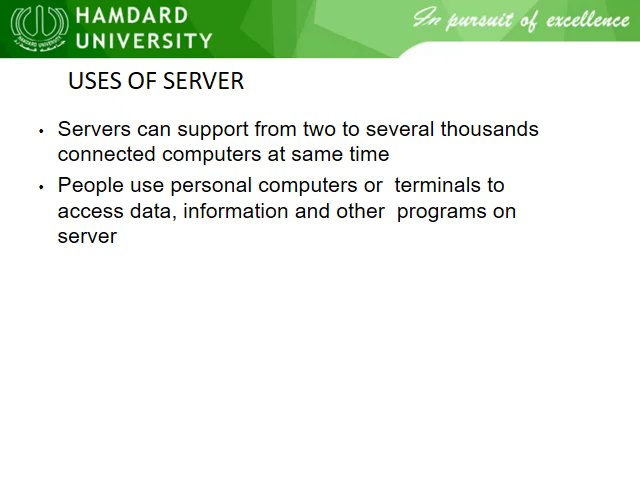 HAMDARD
UNIVERSITY
In pursuit of excellence
USES OF SERVER
• Servers can support from two to several thousands
connected computers at same time
• People use personal computers or  terminals to
access data, information and other  programs on
server